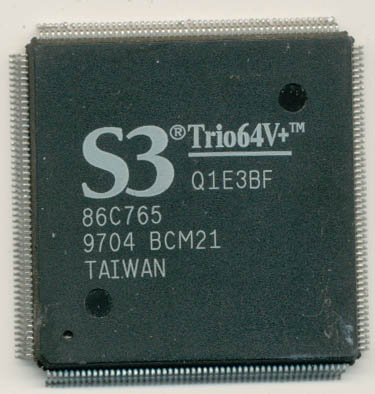 S3® Trio64V+™
Q1E3BF
86C765
9704 BCM21
TAIWAN